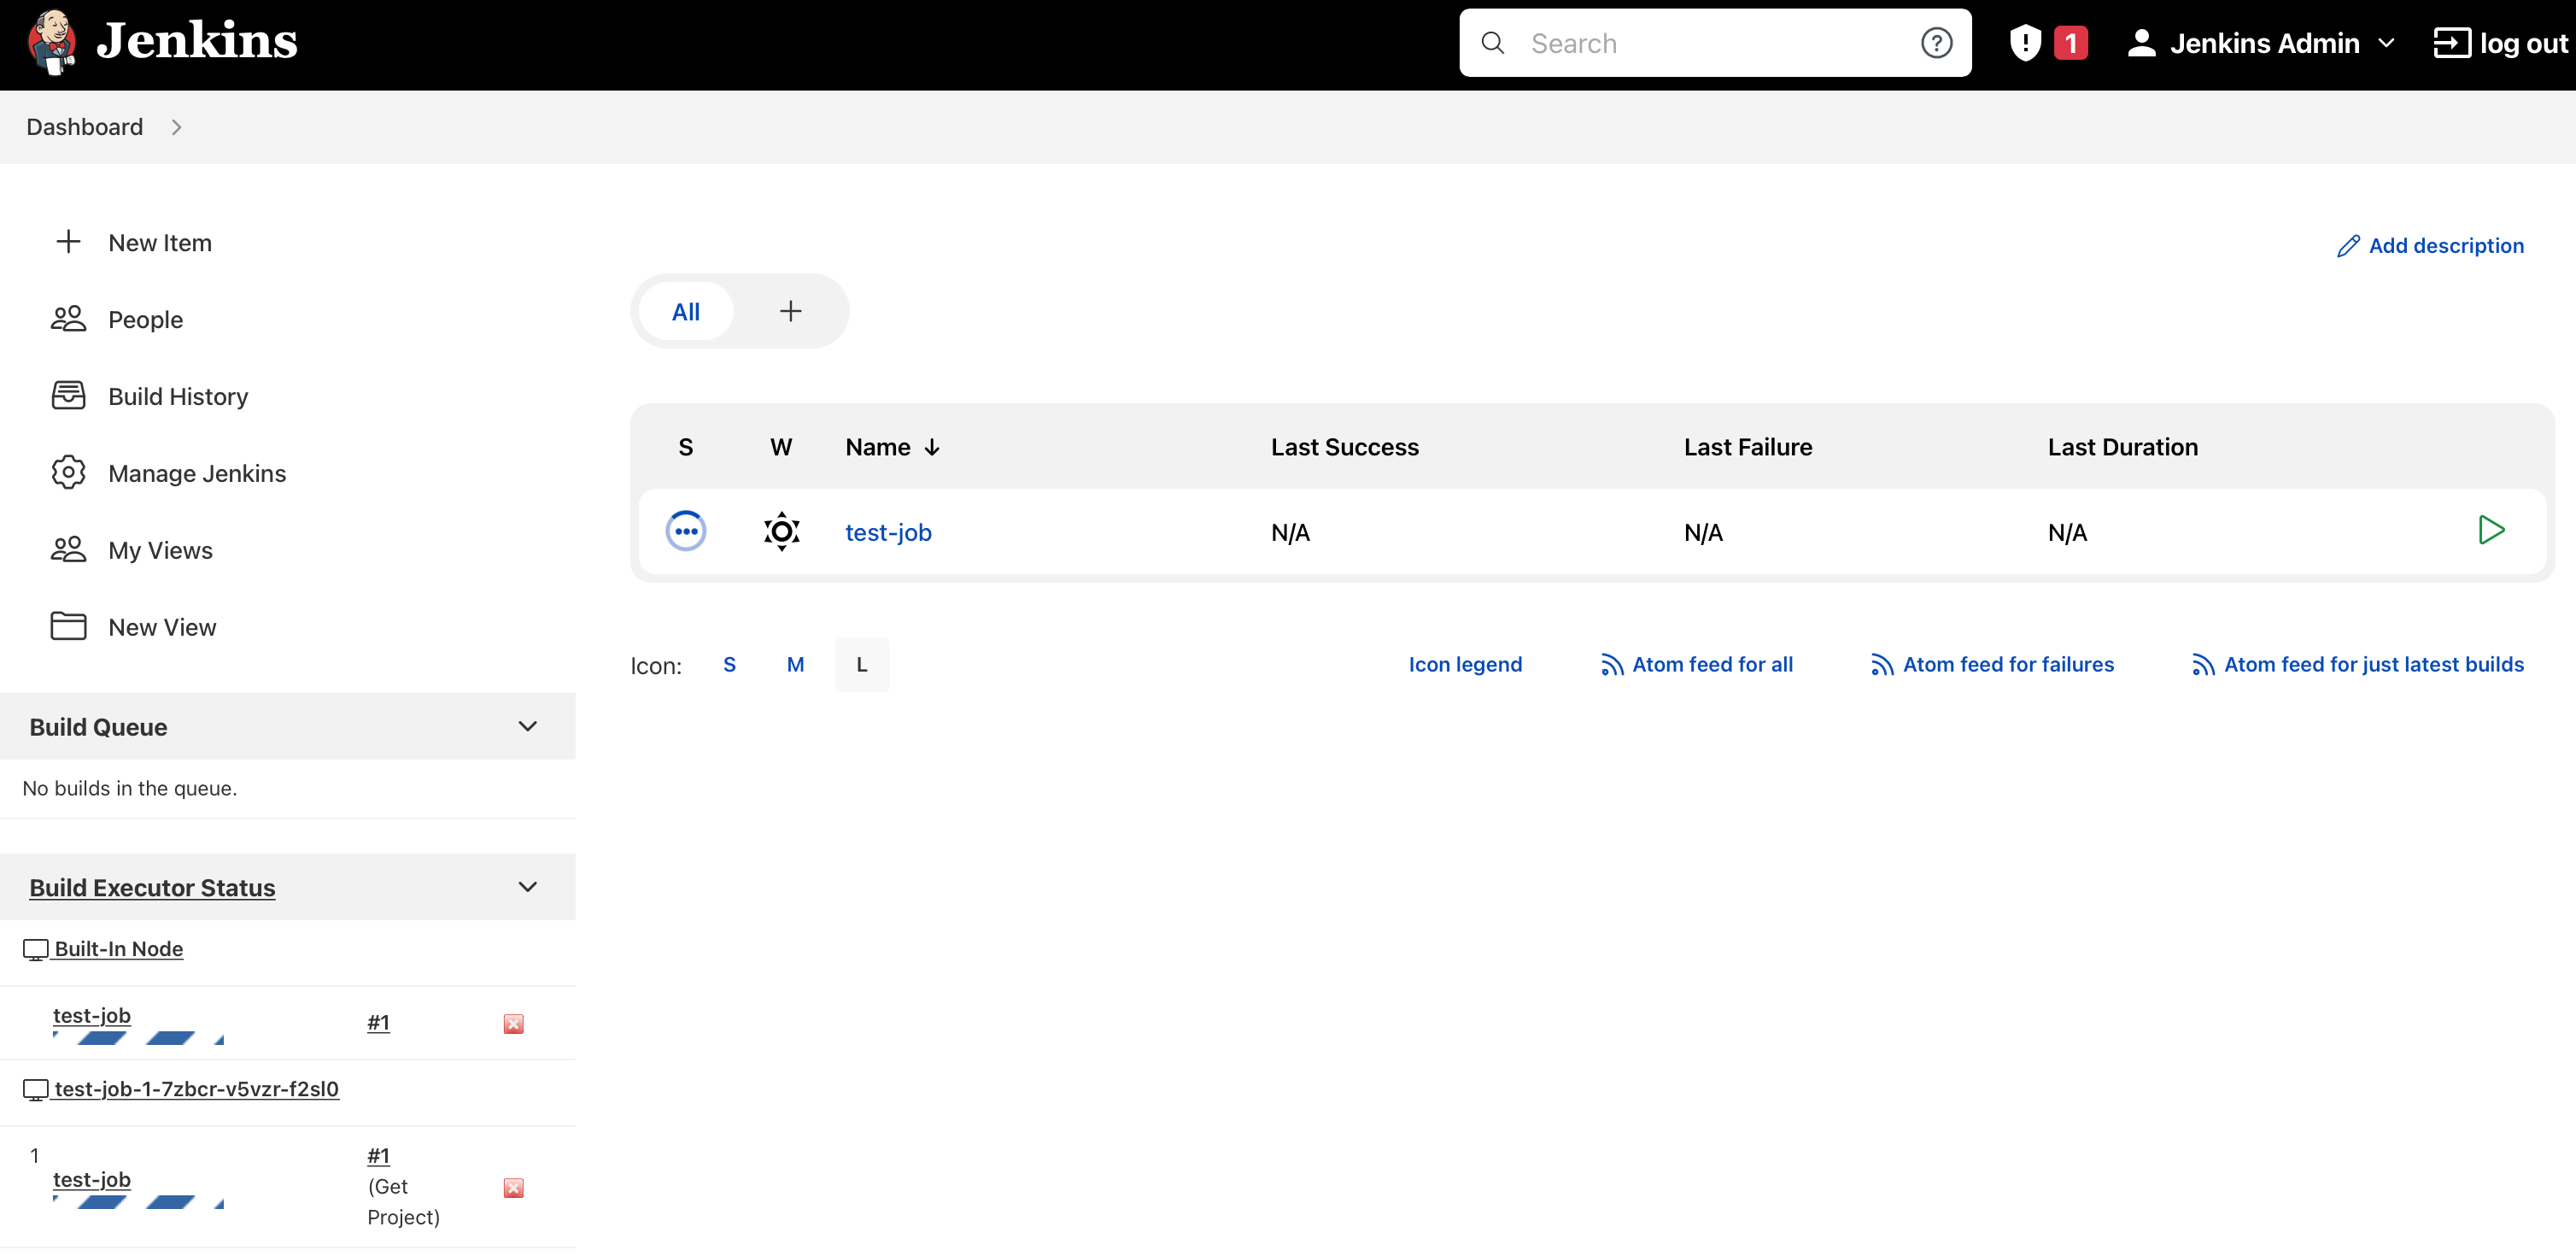 Jenkins
Search
1
Jenkins Admin
log out
Dashboard
New Item
People
Build History
Manage Jenkins
My Views
New View
Add description
All
S W Name ↓ Last Success Last Failure Last Duration
test-job N/A N/A N/A
Icon: S M L
Icon legend
Atom feed for all
Atom feed for failures
Atom feed for just latest builds
Build Queue
No builds in the queue.
Build Executor Status
Built-In Node
test-job #1
test-job-1-7zbcr-v5vzr-f2sl0
1
test-job
#1
(Get
Project)